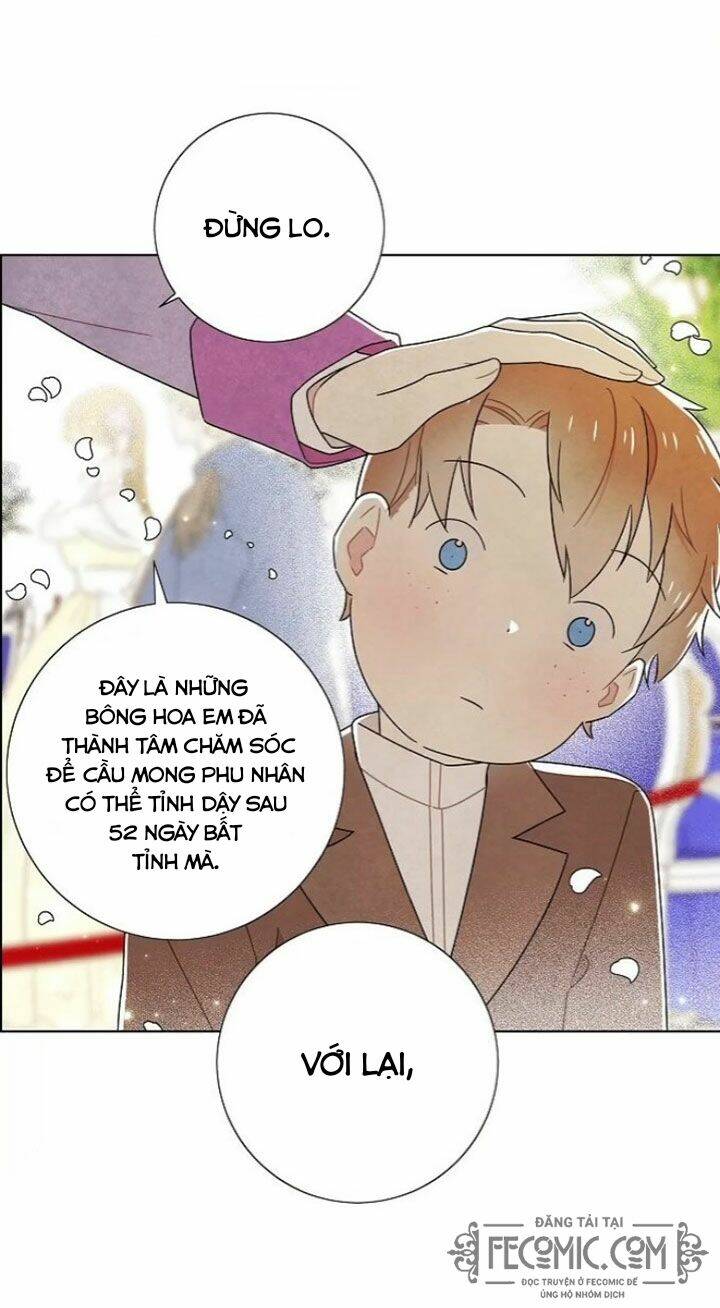 ĐỪNG LO.
ĐÂY LÀ NHỮNG
BÔNG HOA EM ĐÃ
THÀNH TÂM CHĂM SÓC
ĐỂ CẦU MONG PHU NHÂN
CÓ THỂ TỈNH DẬY SAU
52 NGÀY BẤT
TỈNH MÀ.
VỚI LẠI,
ĐĂNG TẢI TẠI
FECOMIC.COM
ĐỌC TRUYỆN Ở FECOMIC ĐỂ
ỦNG HỘ NHÓM DỊCH